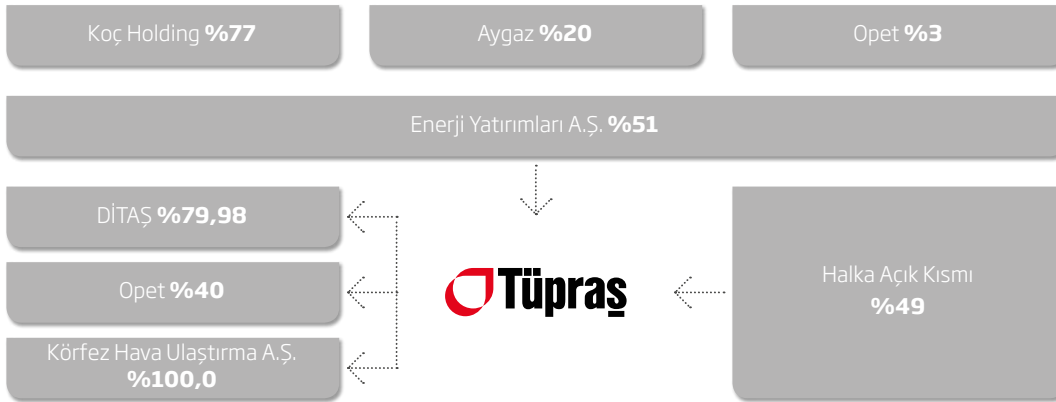 Koç Holding %77
Aygaz %20
Opet %3
Enerji Yatırımları A.Ş. %51
DİTAŞ %79,98
Opet %40
Körfez Hava Ulaştırma A.Ş.
%100,0
Tüpraş
Halka Açık Kısmı
%49